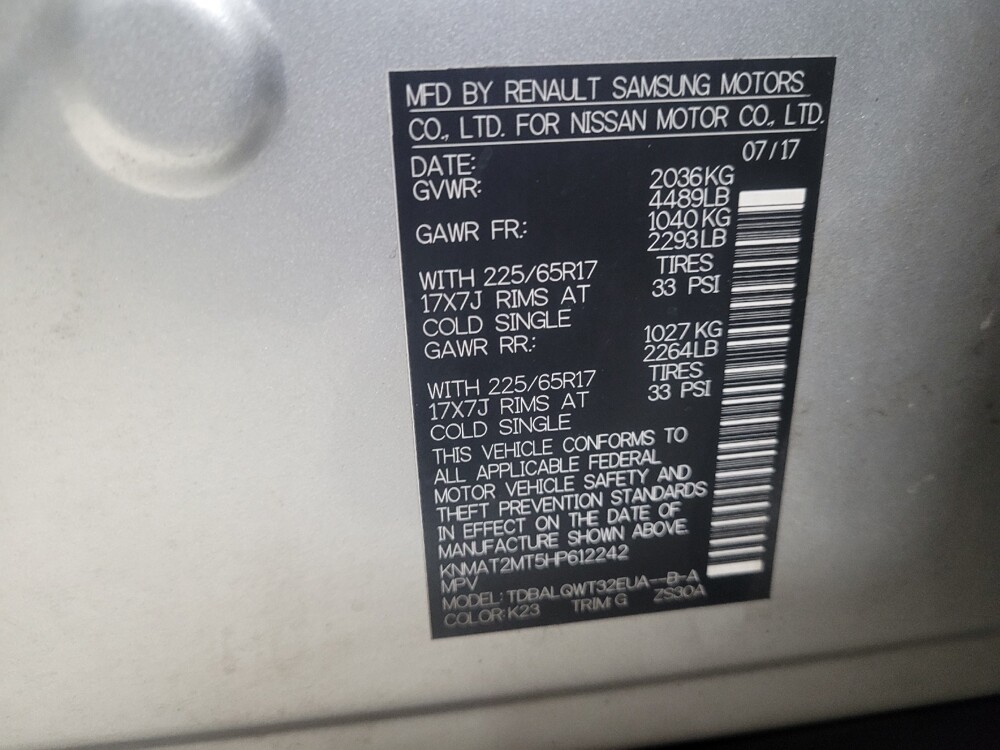 MFD BY RENAULT SAMSUNG MOTORS
CO., LTD. FOR NISSAN MOTOR CO., LTD.
DATE: 07/17
GVWR: 2036KG
4489LB
GAWR FR.: 1040KG
2293LB
WITH 225/65R17 TIRES
17X7J RIMS AT 33 PSI
COLD SINGLE
GAWR RR.: 1027KG
2264LB
WITH 225/65R17 TIRES
17X7J RIMS AT 33 PSI
COLD SINGLE
THIS VEHICLE CONFORMS TO
ALL APPLICABLE FEDERAL
MOTOR VEHICLE SAFETY AND
THEFT PREVENTION STANDARDS
IN EFFECT ON THE DATE OF
MANUFACTURE SHOWN ABOVE.
KNMAT2MT5HP612242
MPV
MODEL: TDBALQWT32EUA--B-A
COLOR:K23 TRIM:G ZS30A